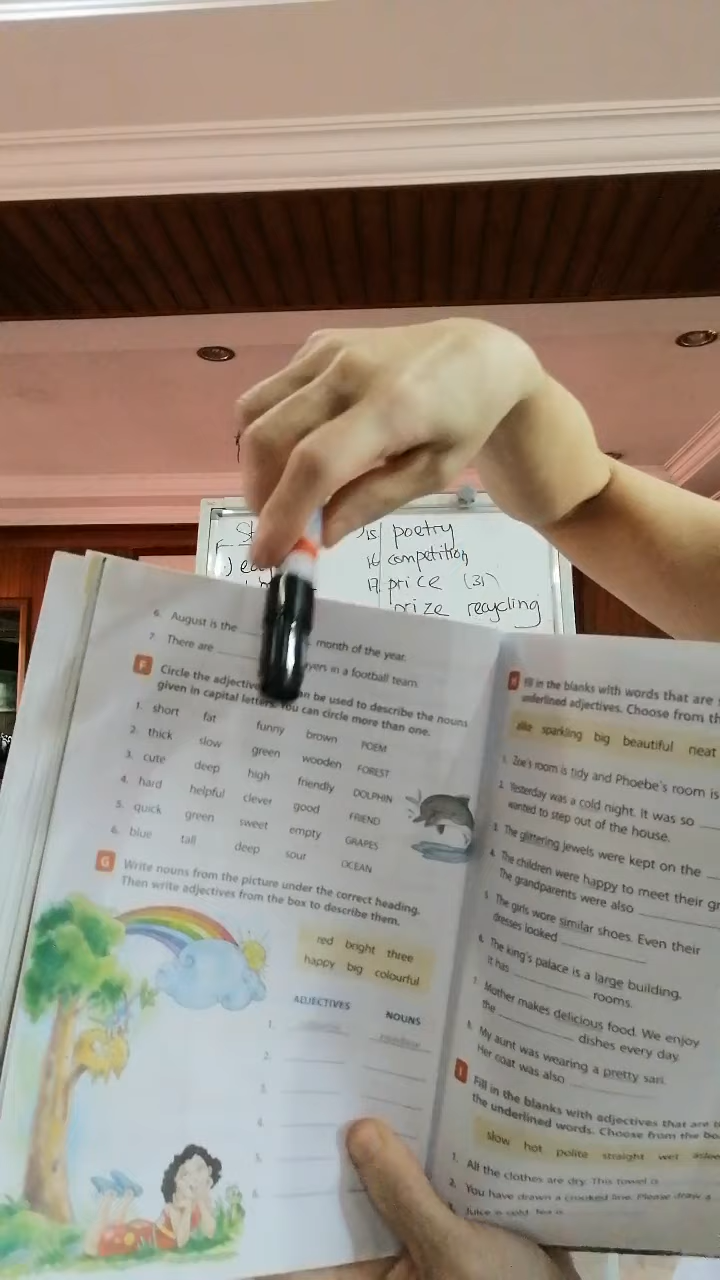 15/ poetry
16. competition
17. price (31)
prize recycling
6. August is the month of the year.
7. There are ayers in a football team.
F Circle the adjective an be used to describe the nouns
given in capital letters. You can circle more than one.
1. short fat funny brown POEM
2. thick slow green wooden FOREST
3. cute deep high friendly DOLPHIN
4. hard helpful clever good FRIEND
5. quick green sweet empty GRAPES
6. blue tall deep sour OCEAN
G Write nouns from the picture under the correct heading.
Then write adjectives from the box to describe them.
red bright three
happy big colourful
ADJECTIVES NOUNS
1.
2.
3.
4.
5.
6.
H Fill in the blanks with words that are
underlined adjectives. Choose from th
alike sparkling big beautiful neat
1. Zoe's room is tidy and Phoebe's room is
2. Yesterday was a cold night. It was so
wanted to step out of the house.
3. The glittering jewels were kept on the
4. The children were happy to meet their gr
The grandparents were also
5. The girls wore similar shoes. Even their
dresses looked
6. The king's palace is a large building.
It has rooms.
7. Mother makes delicious food. We enjoy
the dishes every day.
8. My aunt was wearing a pretty sari.
Her coat was also
I Fill in the blanks with adjectives that are
the underlined words. Choose from the bo
slow hot polite straight wet aslee
1. All the clothes are dry. This towel is
2. You have drawn a crooked line. Please draw a
3. Juice is cold. Tea is